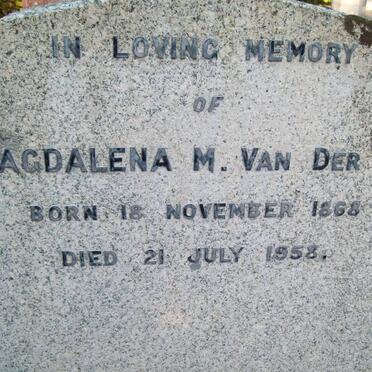 IN LOVING MEMORY
OF
AGDALENA M. VAN DER
BORN 18 NOVEMBER 1868
DIED 21 JULY 1958.